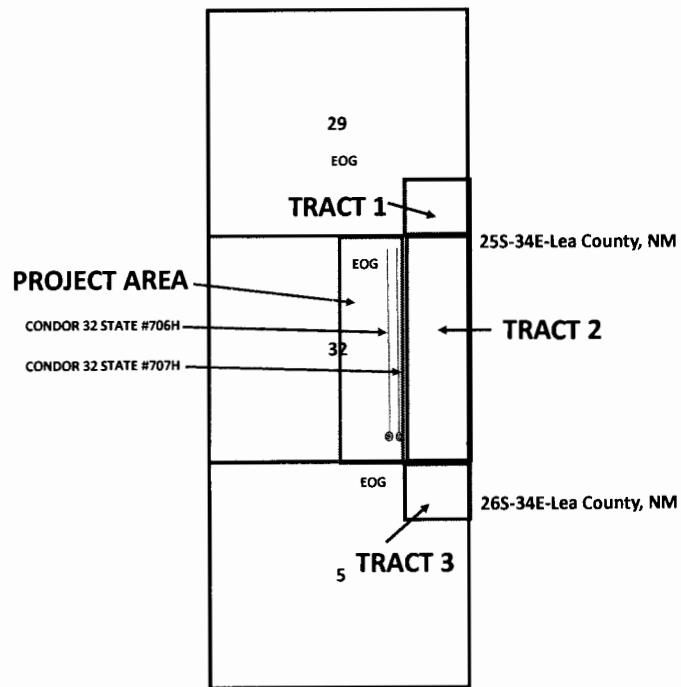 29
EOG
TRACT 1
25S-34E-Lea County, NM
EOG
PROJECT AREA
CONDOR 32 STATE #706H
TRACT 2
32
CONDOR 32 STATE #707H
EOG
26S-34E-Lea County, NM
TRACT 3
5